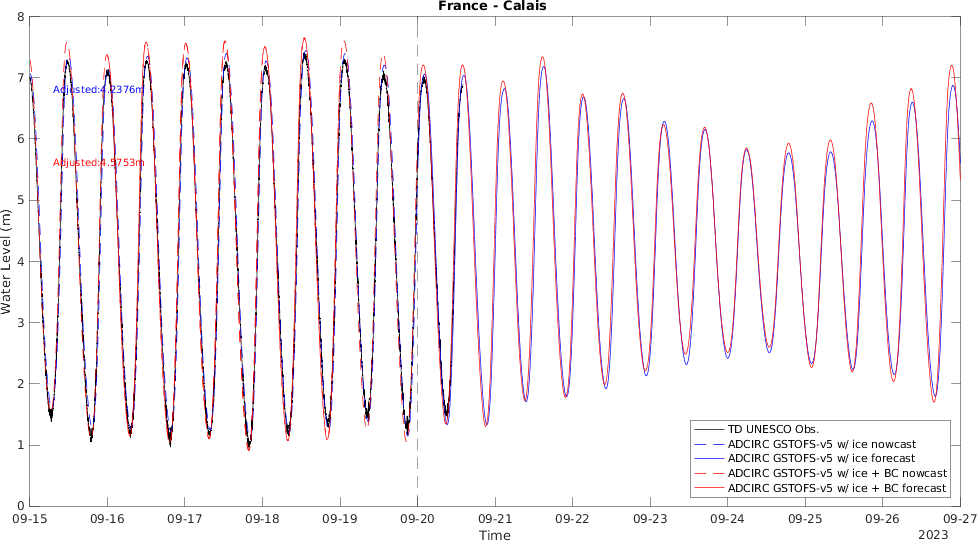 France - Calais
8
7
6
5
4
3
2
1
0
Water Level (m)
Adjusted:4.2376m
Adjusted:4.5753m
TD UNESCO Obs.
ADCIRC GSTOFS-v5 w/ ice nowcast
ADCIRC GSTOFS-v5 w/ ice forecast
ADCIRC GSTOFS-v5 w/ ice + BC nowcast
ADCIRC GSTOFS-v5 w/ ice + BC forecast
09-15 09-16 09-17 09-18 09-19 09-20 09-21 09-22 09-23 09-24 09-25 09-26 09-27
Time
2023